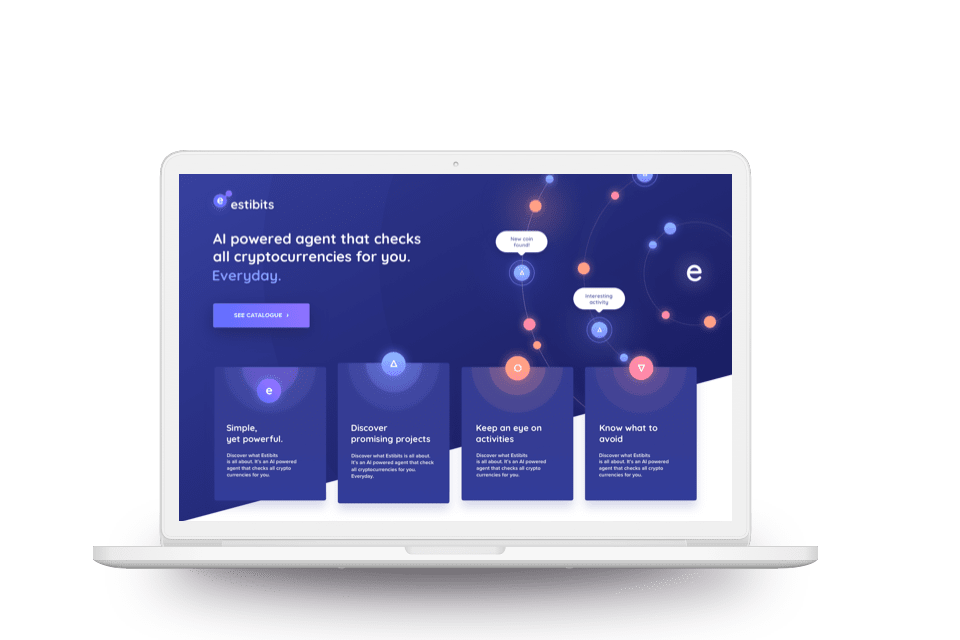 e estibits
AI powered agent that checks
all cryptocurrencies for you.
Everyday.
SEE CATALOGUE ›
New coin
found!
Interesting
activity
e
e
Simple,
yet powerful.
Discover what Estibits
is all about. It's an AI powered
agent that checks all crypto
currencies for you.
Discover
promising projects
Discover what Estibits is all about.
It's an AI powered agent that check
all cryptocurrencies for you.
Everyday.
Keep an eye on
activities
Discover what Estibits
is all about. It's an AI powered
agent that checks all crypto
currencies for you.
Know what to
avoid
Discover what Estibits
is all about. It's an AI powered
agent that checks all crypto
currencies for you.